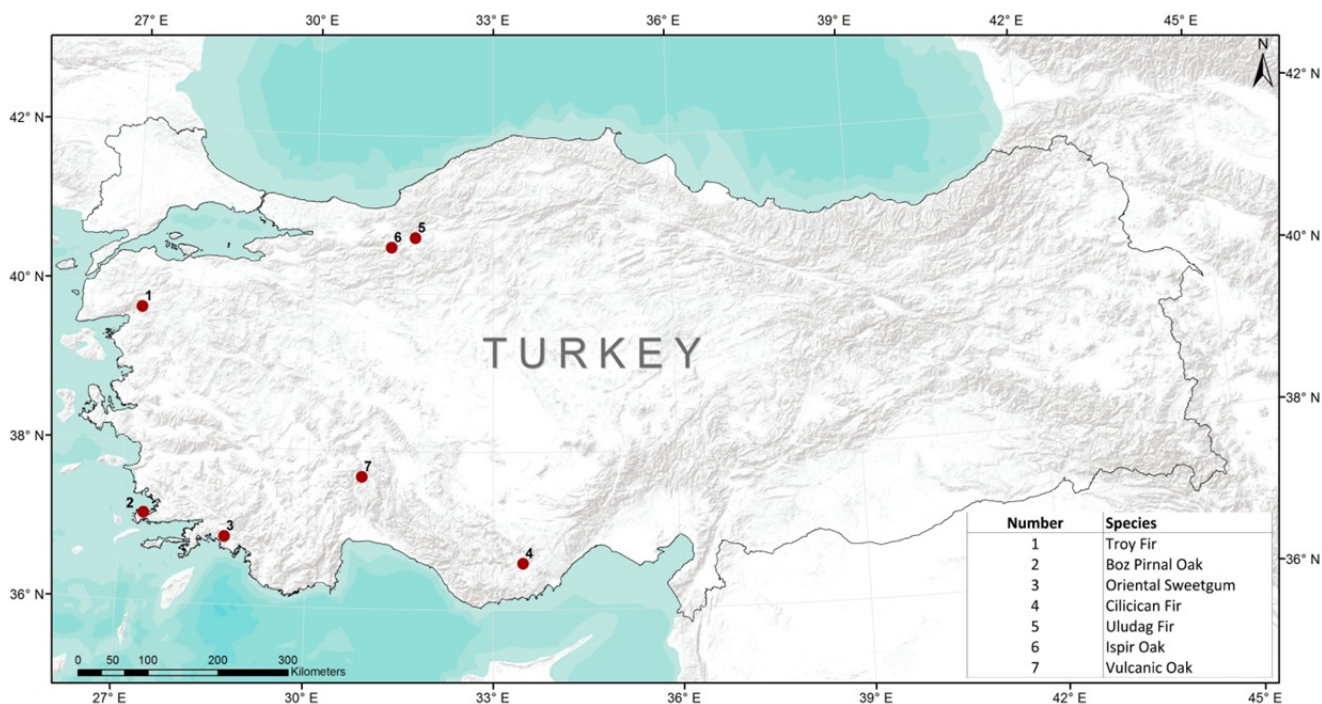 27° E 30° E 33° E 36° E 39° E 42° E 45° E
N
42° N
42° N
40° N
40° N
38° N
38° N
36° N
36° N
5
6
1
TURKEY
7
2
3
4
Number Species
1 Troy Fir
2 Boz Pirnal Oak
3 Oriental Sweetgum
4 Cilicican Fir
5 Uludag Fir
6 Ispir Oak
7 Vulcanic Oak
0 50 100 200 300
Kilometers
27° E 30° E 33° E 36° E 39° E 42° E 45° E